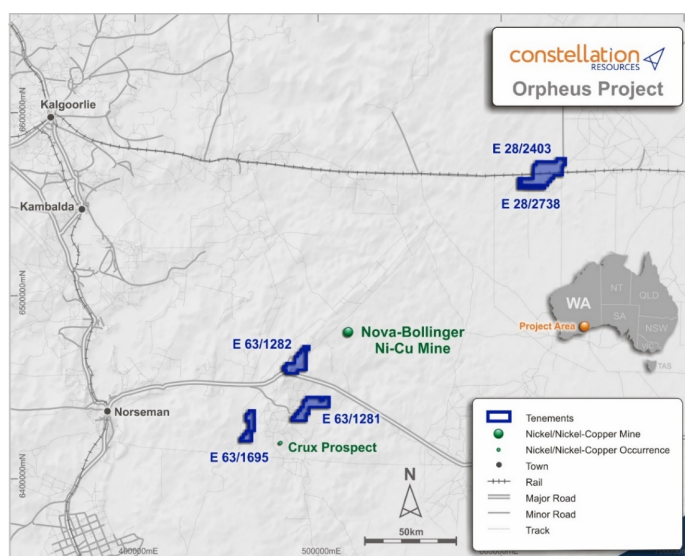 constellation
RESOURCES
Orpheus Project
Kalgoorlie
6600000mN
E 28/2403
E 28/2738
Kambalda
6500000mN
NT
QLD
WA
SA
NSW
TAS
Project Area
Nova-Bollinger
Ni-Cu Mine
E 63/1282
Norseman
E 63/1281
E 63/1695
Crux Prospect
6400000mN
N
50km
400000mE
500000mE
Tenements
Nickel/Nickel-Copper Mine
Nickel/Nickel-Copper Occurrence
Town
Rail
Major Road
Minor Road
Track